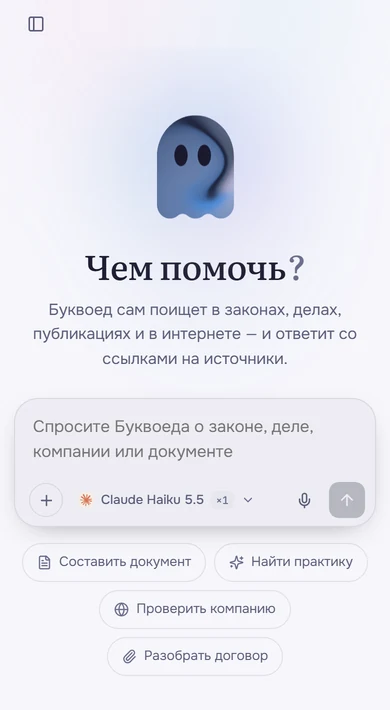 Чем помочь?
Буквоед сам поищет в законах, делах,
публикациях и в интернете — и ответит со
ссылками на источники.
Спросите Буквоеда о законе, деле,
компании или документе
Claude Haiku 5.5 ×1
Составить документ
Найти практику
Проверить компанию
Разобрать договор